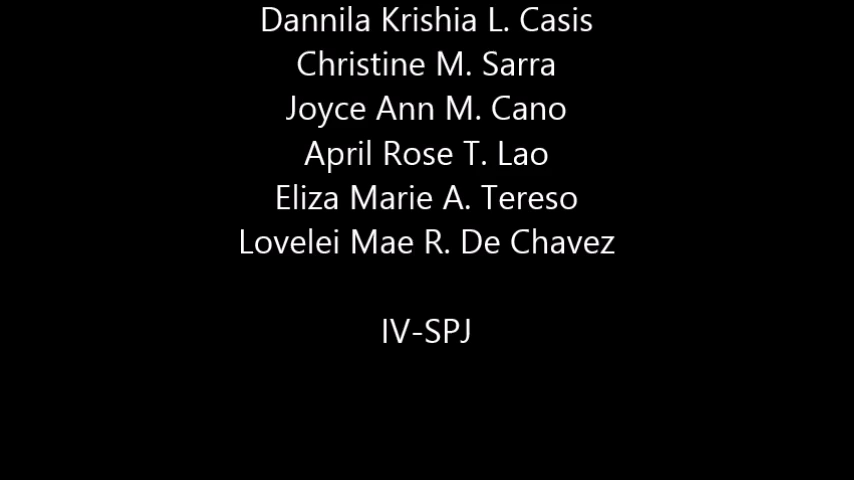 Dannila Krishia L. Casis
Christine M. Sarra
Joyce Ann M. Cano
April Rose T. Lao
Eliza Marie A. Tereso
Lovelei Mae R. De Chavez
IV-SPJ